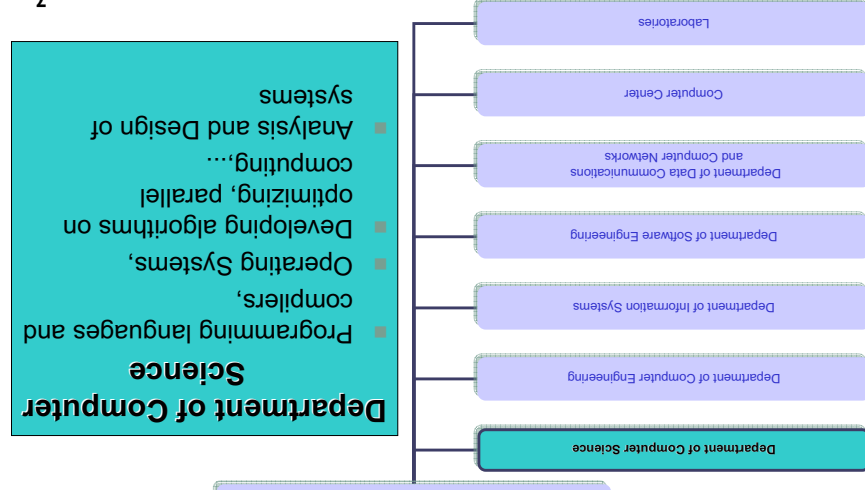 Department of Computer Science
Department of Computer Engineering
Department of Information Systems
Department of Software Engineering
Department of Data Communications
and Computer Networks
Computer Center
Laboratories
Department of Computer
Science
Programming languages and
compilers,
Operating Systems,
Developing algorithms on
optimizing, parallel
computing,...
Analysis and Design of
systems